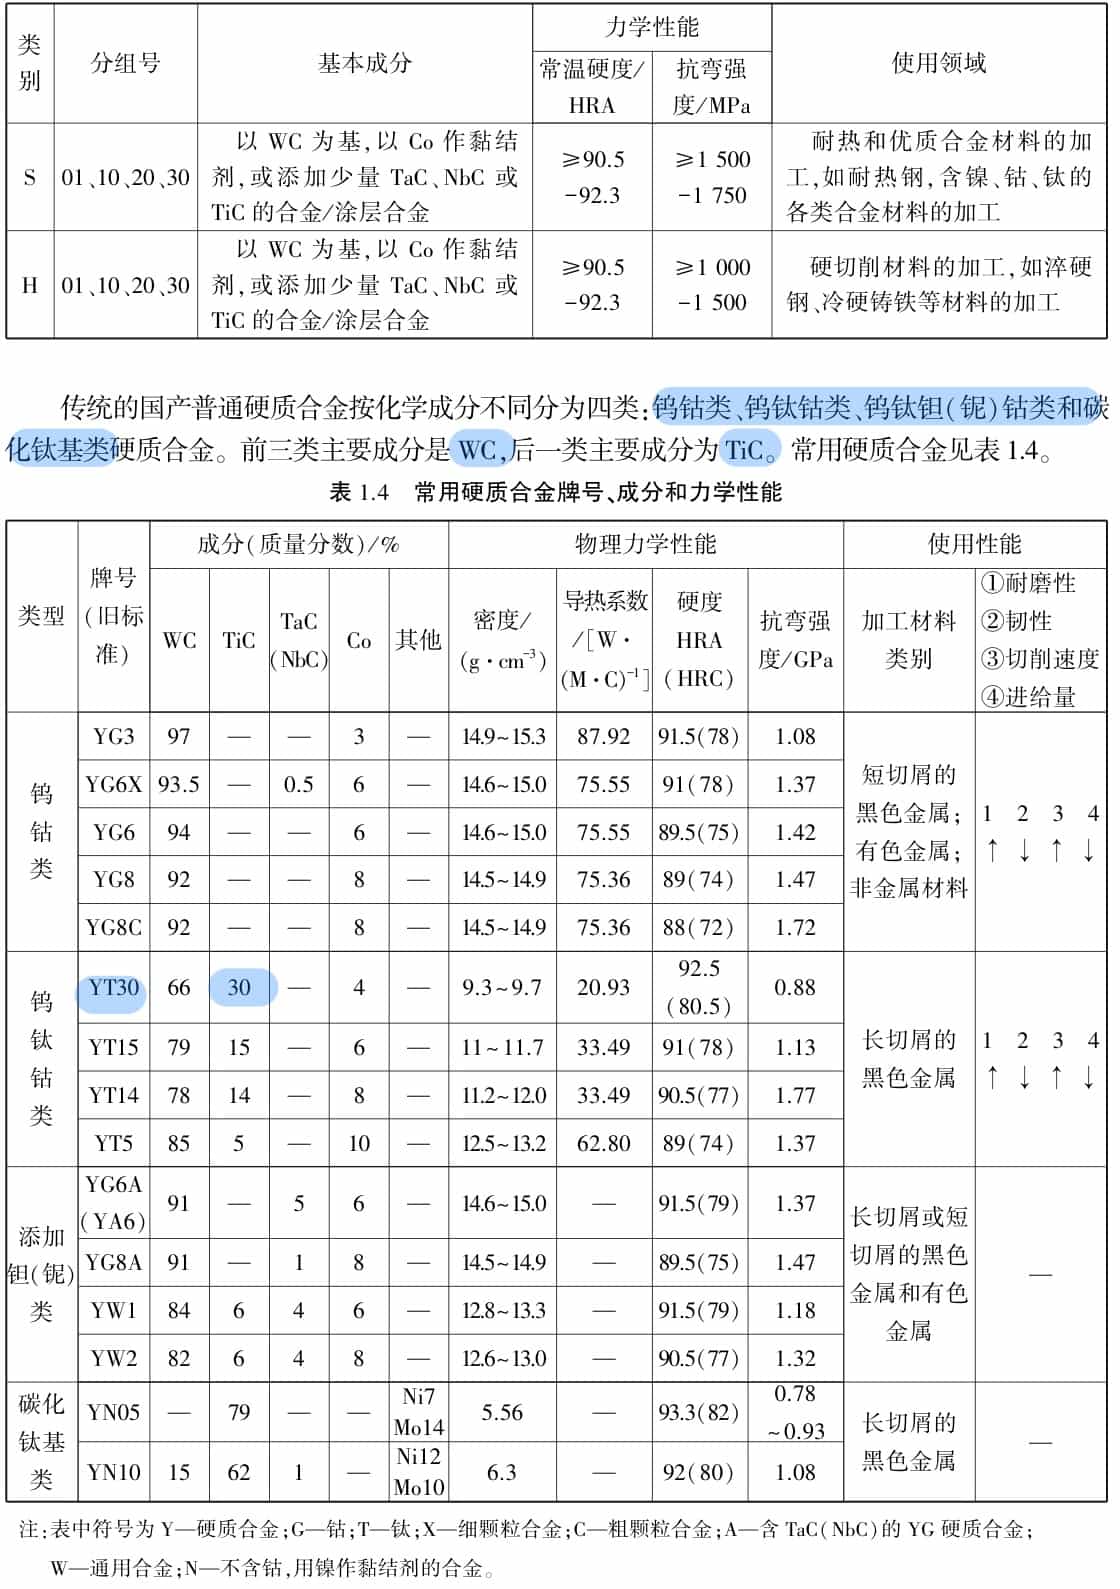 类别 分组号 基本成分 力学性能 使用领域
常温硬度/HRA 抗弯强度/MPa
S 01、10、20、30 以 WC 为基,以 Co 作黏结剂,或添加少量 TaC、NbC 或 TiC 的合金/涂层合金 ≥90.5-92.3 ≥1 500-1 750 耐热和优质合金材料的加工,如耐热钢,含镍、钴、钛的各类合金材料的加工
H 01、10、20、30 以 WC 为基,以 Co 作黏结剂,或添加少量 TaC、NbC 或 TiC 的合金/涂层合金 ≥90.5-92.3 ≥1 000-1 500 硬切削材料的加工,如淬硬钢、冷硬铸铁等材料的加工
传统的国产普通硬质合金按化学成分不同分为四类:钨钴类、钨钛钴类、钨钛钽(铌)钴类和碳
化钛基类硬质合金。前三类主要成分是 WC,后一类主要成分为 TiC。常用硬质合金见表 1.4。
表 1.4 常用硬质合金牌号、成分和力学性能
类型 牌号(旧标准) 成分(质量分数)/% 物理力学性能 使用性能
WC TiC TaC(NbC) Co 其他 密度/(g·cm⁻³) 导热系数/[W·(M·C)⁻¹] 硬度HRA(HRC) 抗弯强度/GPa 加工材料类别 ①耐磨性 ②韧性 ③切削速度 ④进给量
钨钴类 短切屑的黑色金属;有色金属;非金属材料 1 2 3 4 ↑ ↓ ↑ ↓
YG3 97 — — 3 — 14.9~15.3 87.92 91.5(78) 1.08
YG6X 93.5 — 0.5 6 — 14.6~15.0 75.55 91(78) 1.37
YG6 94 — — 6 — 14.6~15.0 75.55 89.5(75) 1.42
YG8 92 — — 8 — 14.5~14.9 75.36 89(74) 1.47
YG8C 92 — — 8 — 14.5~14.9 75.36 88(72) 1.72
钨钛钴类 长切屑的黑色金属 1 2 3 4 ↑ ↓ ↑ ↓
YT30 66 30 — 4 — 9.3~9.7 20.93 92.5(80.5) 0.88
YT15 79 15 — 6 — 11~11.7 33.49 91(78) 1.13
YT14 78 14 — 8 — 11.2~12.0 33.49 90.5(77) 1.77
YT5 85 5 — 10 — 12.5~13.2 62.80 89(74) 1.37
添加钽(铌)类 长切屑或短切屑的黑色金属和有色金属 —
YG6A(YA6) 91 — 5 6 — 14.6~15.0 — 91.5(79) 1.37
YG8A 91 — 1 8 — 14.5~14.9 — 89.5(75) 1.47
YW1 84 6 4 6 — 12.8~13.3 — 91.5(79) 1.18
YW2 82 6 4 8 — 12.6~13.0 — 90.5(77) 1.32
碳化钛基类 长切屑的黑色金属 —
YN05 — 79 — — Ni7 Mo14 5.56 — 93.3(82) 0.78~0.93
YN10 15 62 1 — Ni12 Mo10 6.3 — 92(80) 1.08
注:表中符号为 Y—硬质合金;G—钴;T—钛;X—细颗粒合金;C—粗颗粒合金;A—含 TaC(NbC)的 YG 硬质合金;
W—通用合金;N—不含钴,用镍作黏结剂的合金。